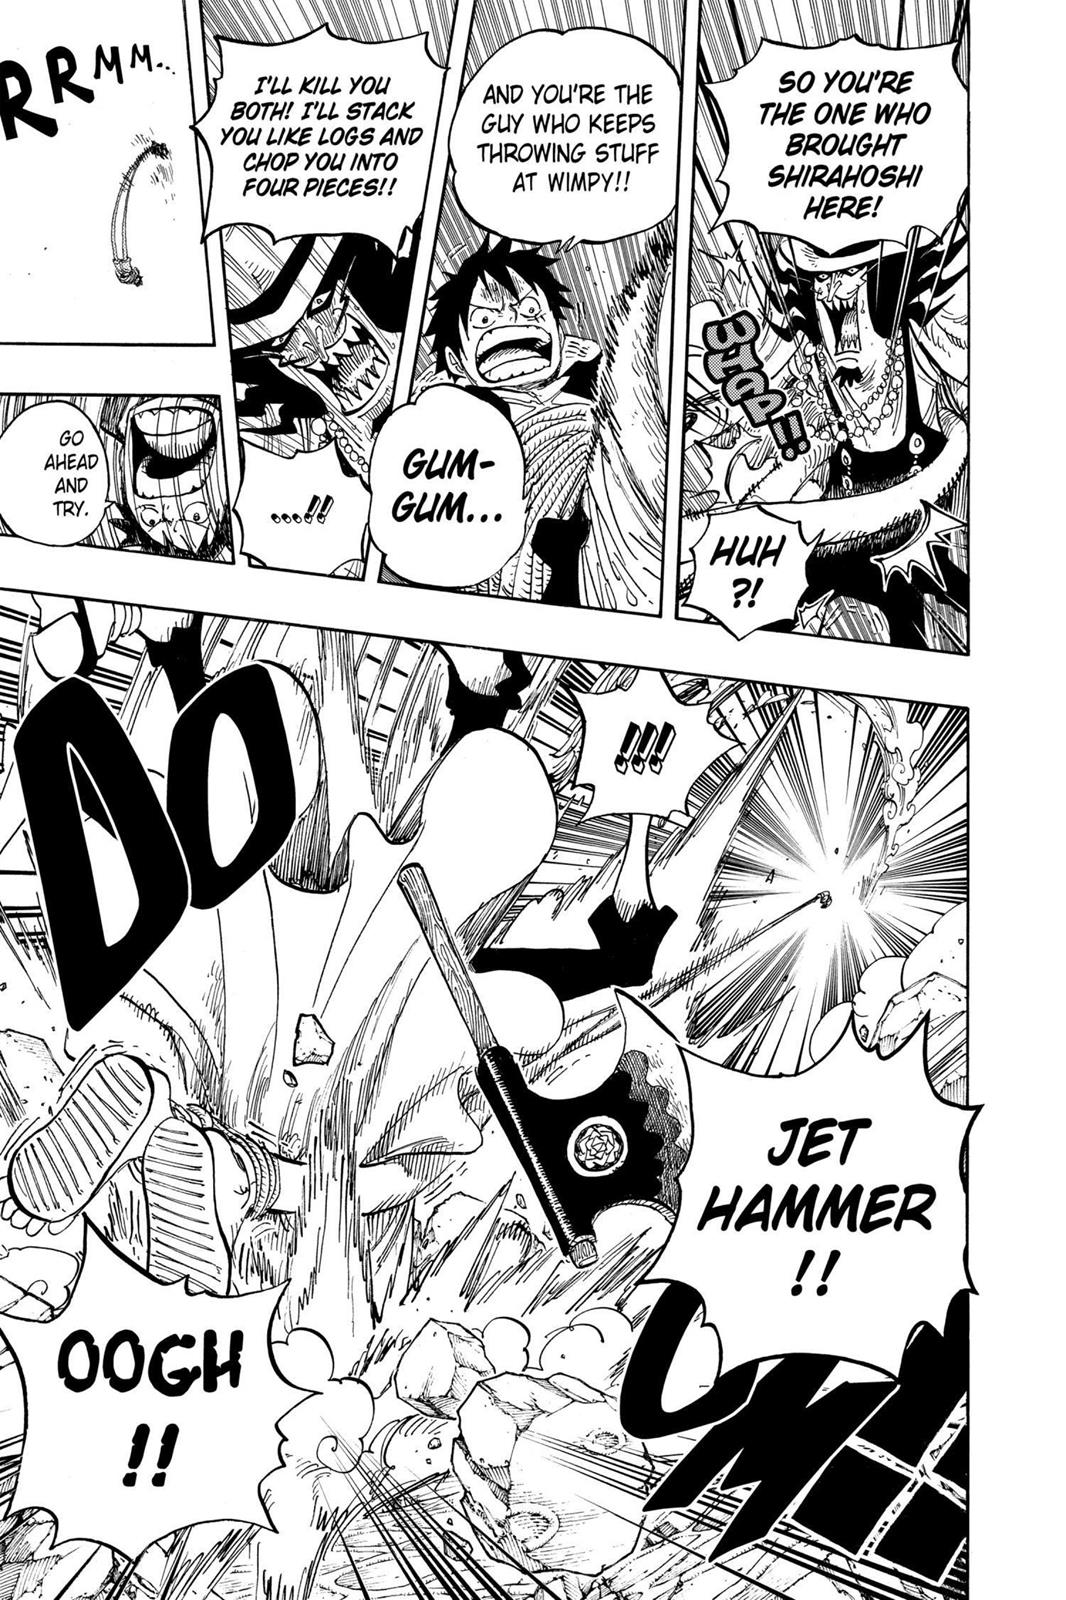 SO YOU'RE
THE ONE WHO
BROUGHT
SHIRAHOSHI
HERE!
WHAP!!
HUH
?!
AND YOU'RE THE
GUY WHO KEEPS
THROWING STUFF
AT WIMPY!!
GUM-
GUM...
I'LL KILL YOU
BOTH! I'LL STACK
YOU LIKE LOGS AND
CHOP YOU INTO
FOUR PIECES!!
...!!
RRMM...
GO
AHEAD
AND
TRY.
!!!
JET
HAMMER
!!
DOUM!!
OOGH
!!